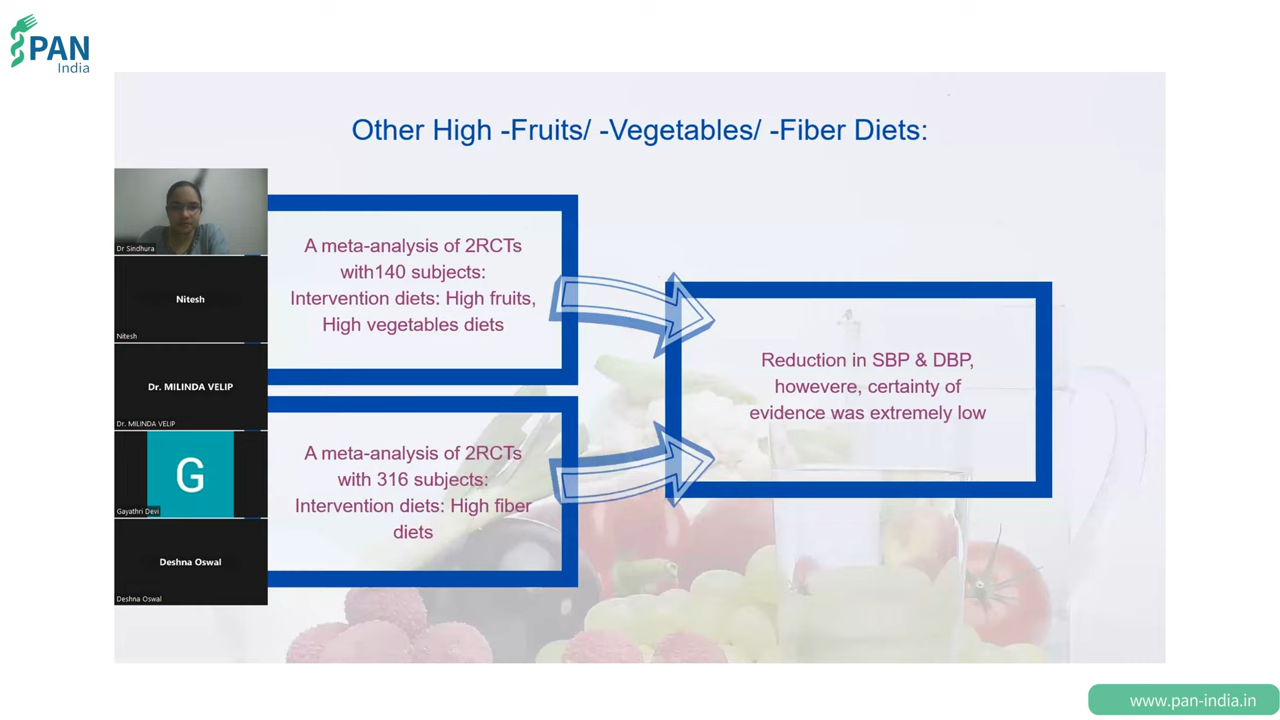 PAN
India
Other High -Fruits/ -Vegetables/ -Fiber Diets:
Dr Sindhura
Nitesh
Nitesh
Dr. MILINDA VELIP
Dr. MILINDA VELIP
G
Gayathri Devi
Deshna Oswal
Deshna Oswal
A meta-analysis of 2RCTs
with140 subjects:
Intervention diets: High fruits,
High vegetables diets
A meta-analysis of 2RCTs
with 316 subjects:
Intervention diets: High fiber
diets
Reduction in SBP & DBP,
howevere, certainty of
evidence was extremely low
www.pan-india.in